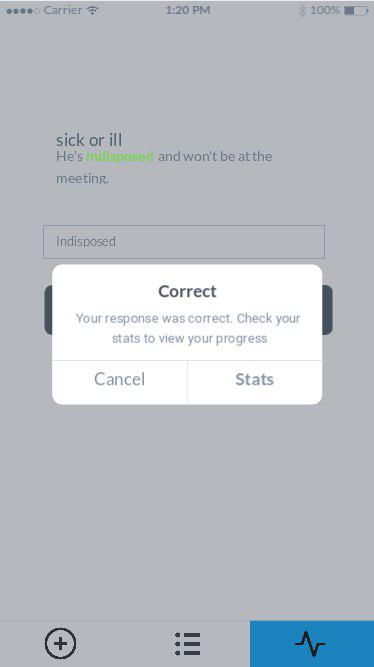 Carrier 1:20 PM 100%
sick or ill
He's Indisposed and won't be at the
meeting.
Indisposed
Correct
Your response was correct. Check your
stats to view your progress
Cancel Stats